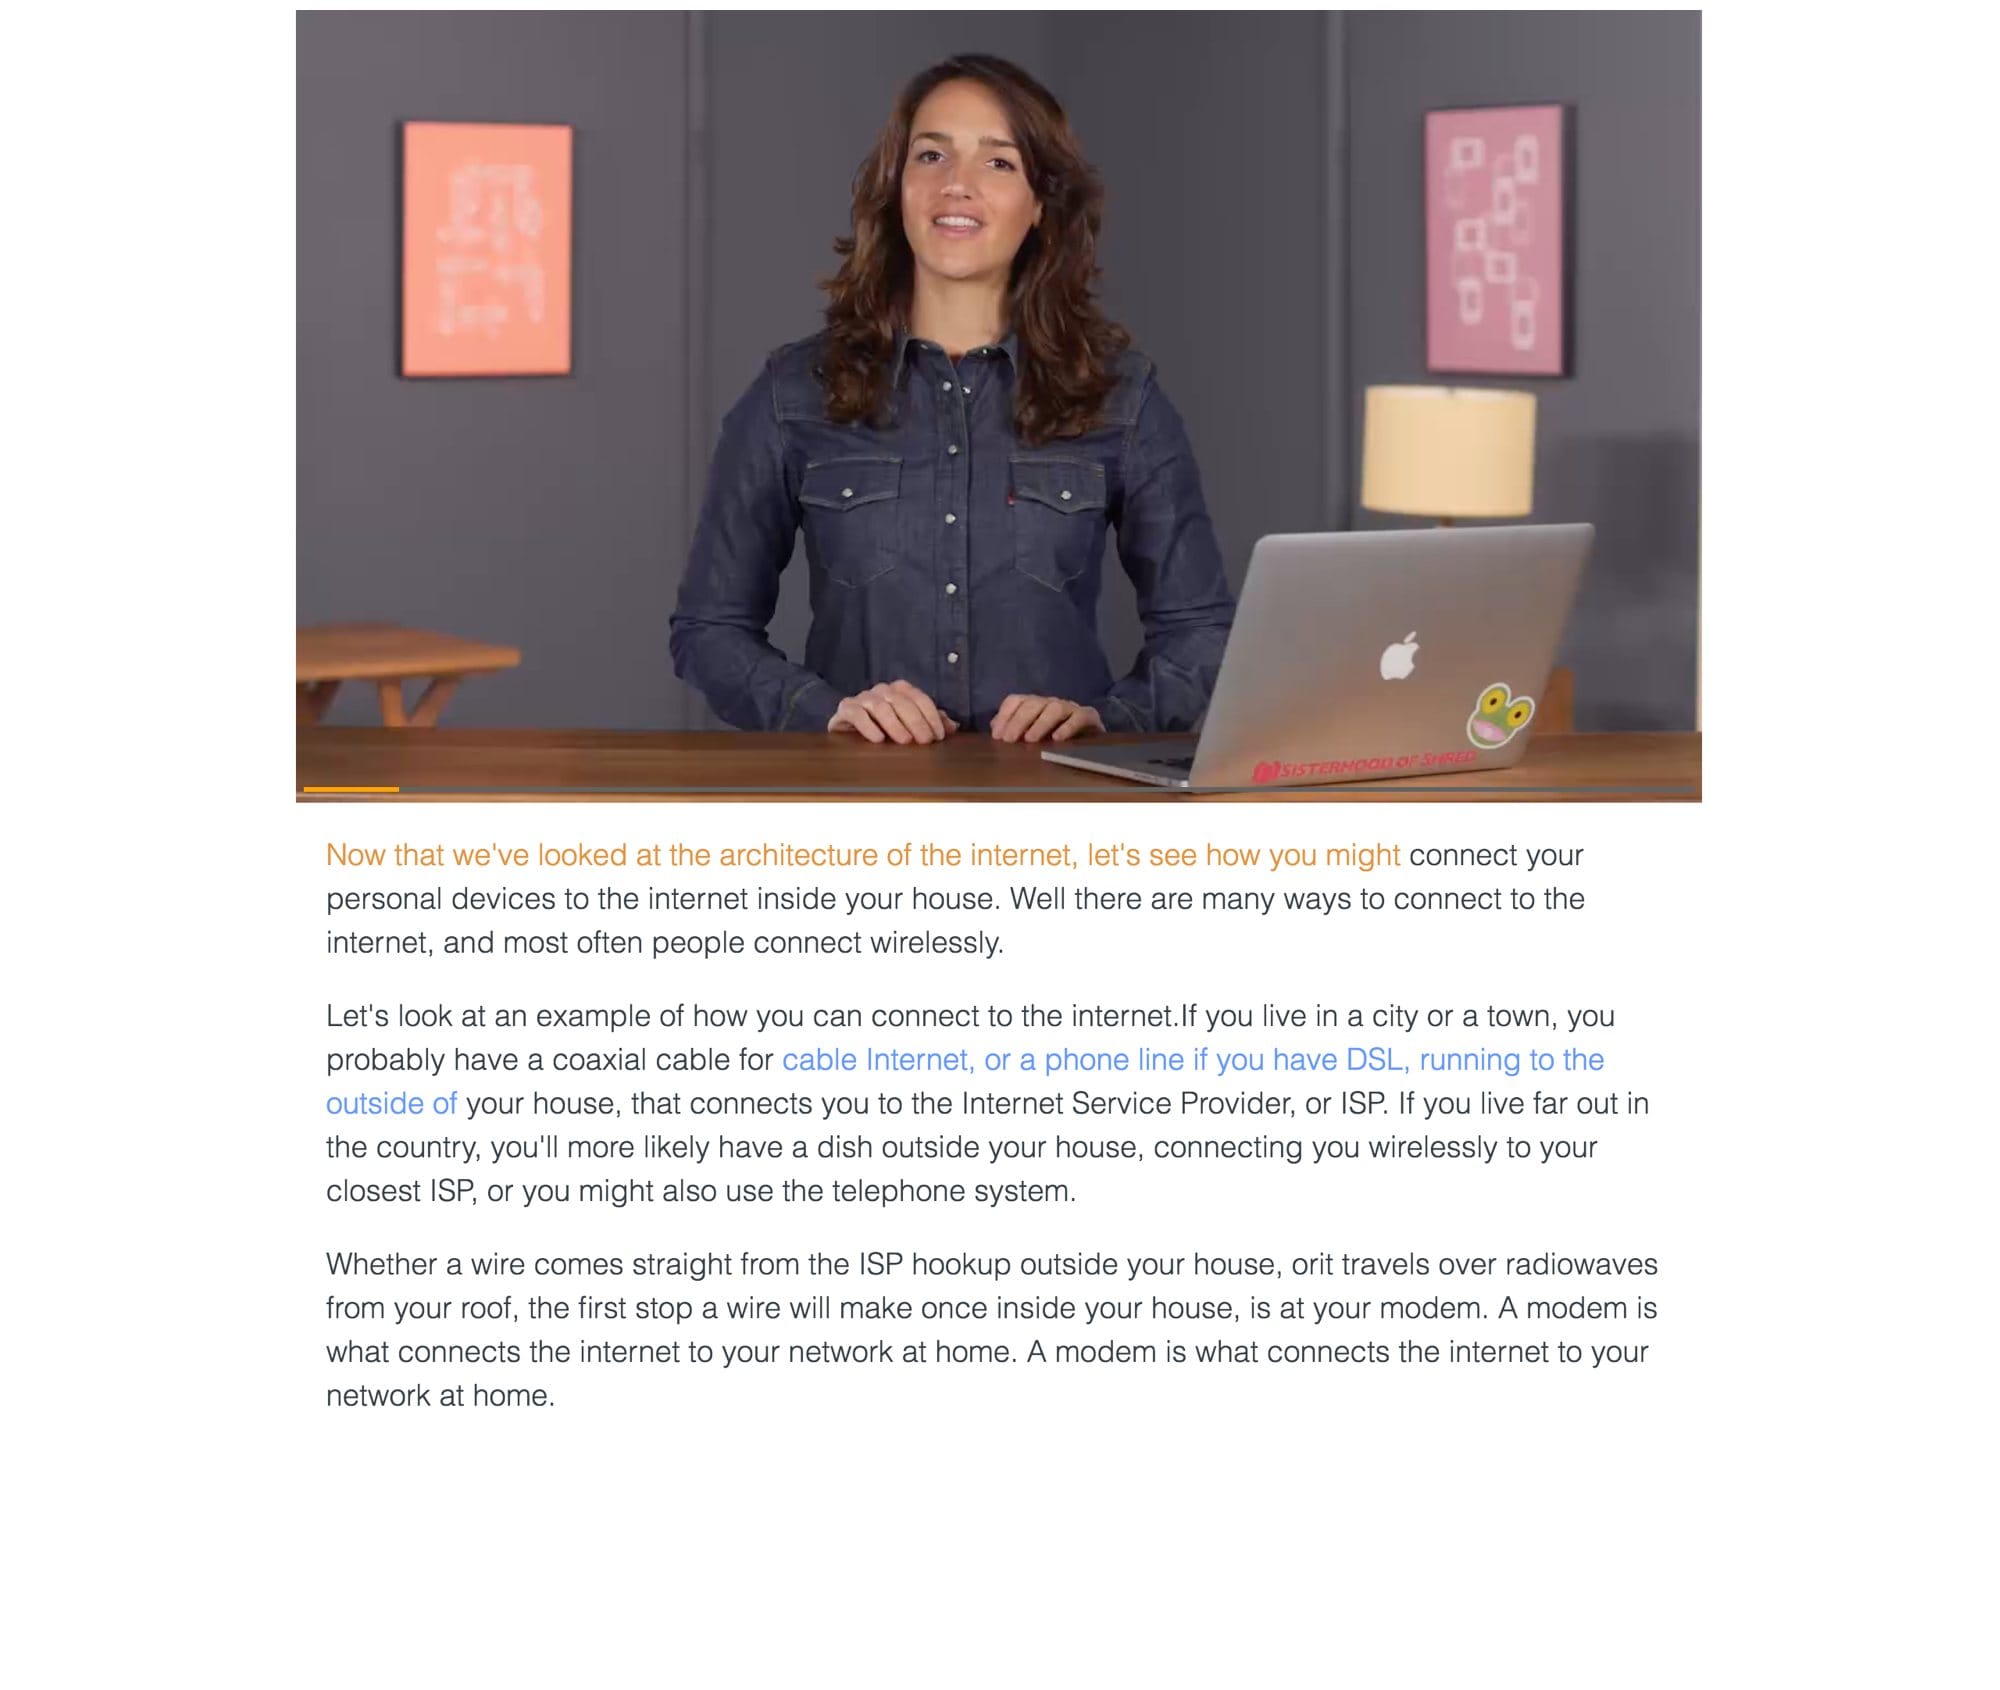 SISTERHOOD OF SHRED
Now that we've looked at the architecture of the internet, let's see how you might connect your
personal devices to the internet inside your house. Well there are many ways to connect to the
internet, and most often people connect wirelessly.
Let's look at an example of how you can connect to the internet.If you live in a city or a town, you
probably have a coaxial cable for cable Internet, or a phone line if you have DSL, running to the
outside of your house, that connects you to the Internet Service Provider, or ISP. If you live far out in
the country, you'll more likely have a dish outside your house, connecting you wirelessly to your
closest ISP, or you might also use the telephone system.
Whether a wire comes straight from the ISP hookup outside your house, orit travels over radiowaves
from your roof, the first stop a wire will make once inside your house, is at your modem. A modem is
what connects the internet to your network at home. A modem is what connects the internet to your
network at home.